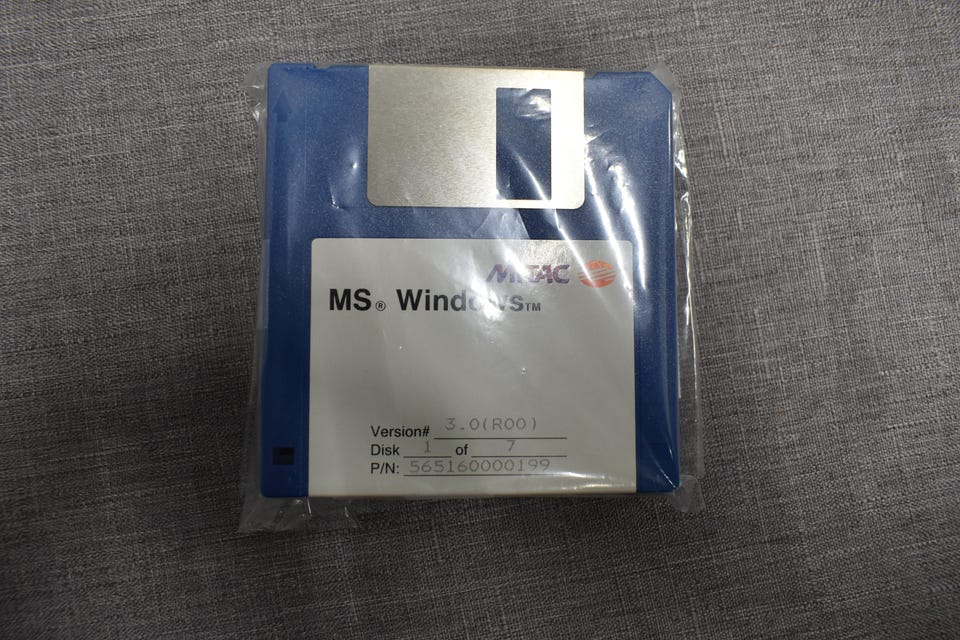 MITAC
MS® Windows™
Version# 3.0(R00)
Disk 1 of 7
P/N: 565160000199